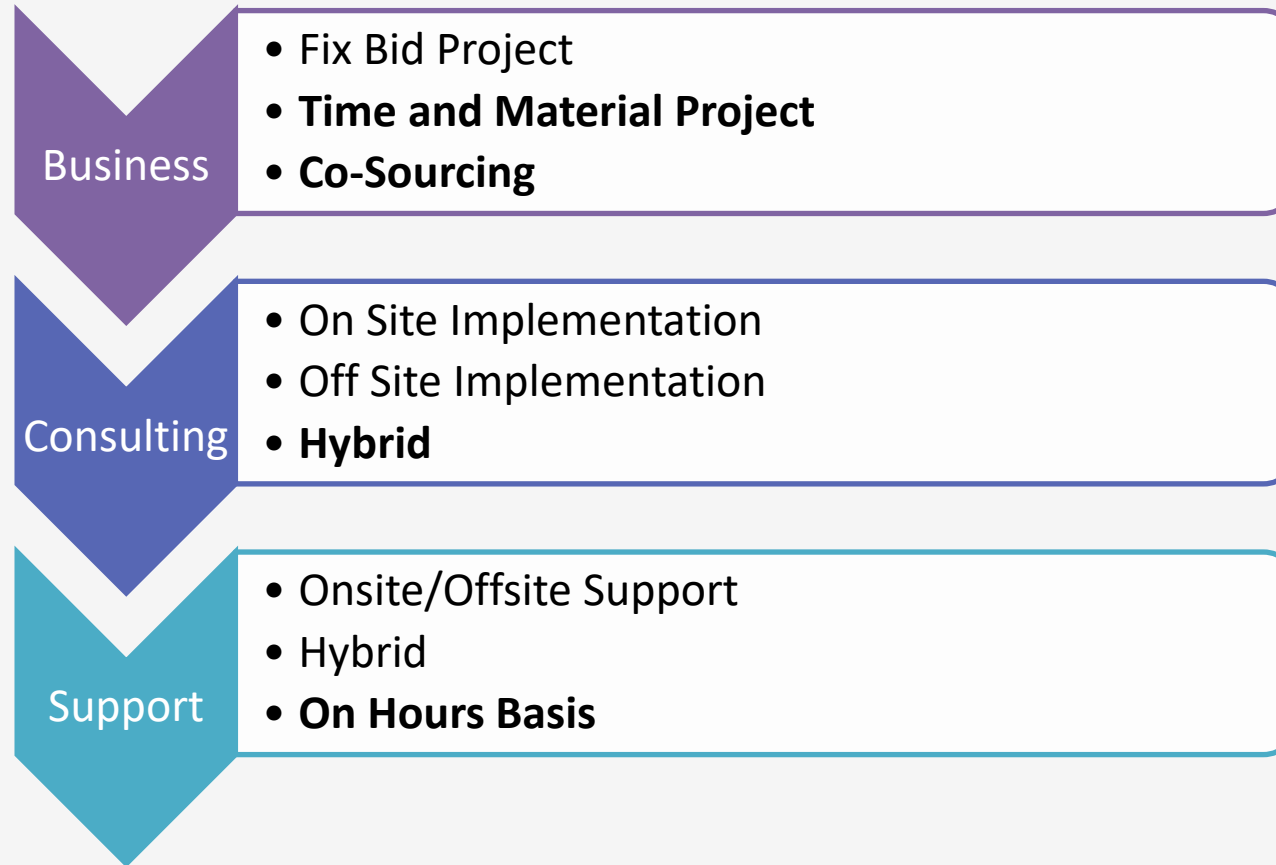 Business
• Fix Bid Project
• Time and Material Project
• Co-Sourcing
Consulting
• On Site Implementation
• Off Site Implementation
• Hybrid
Support
• Onsite/Offsite Support
• Hybrid
• On Hours Basis